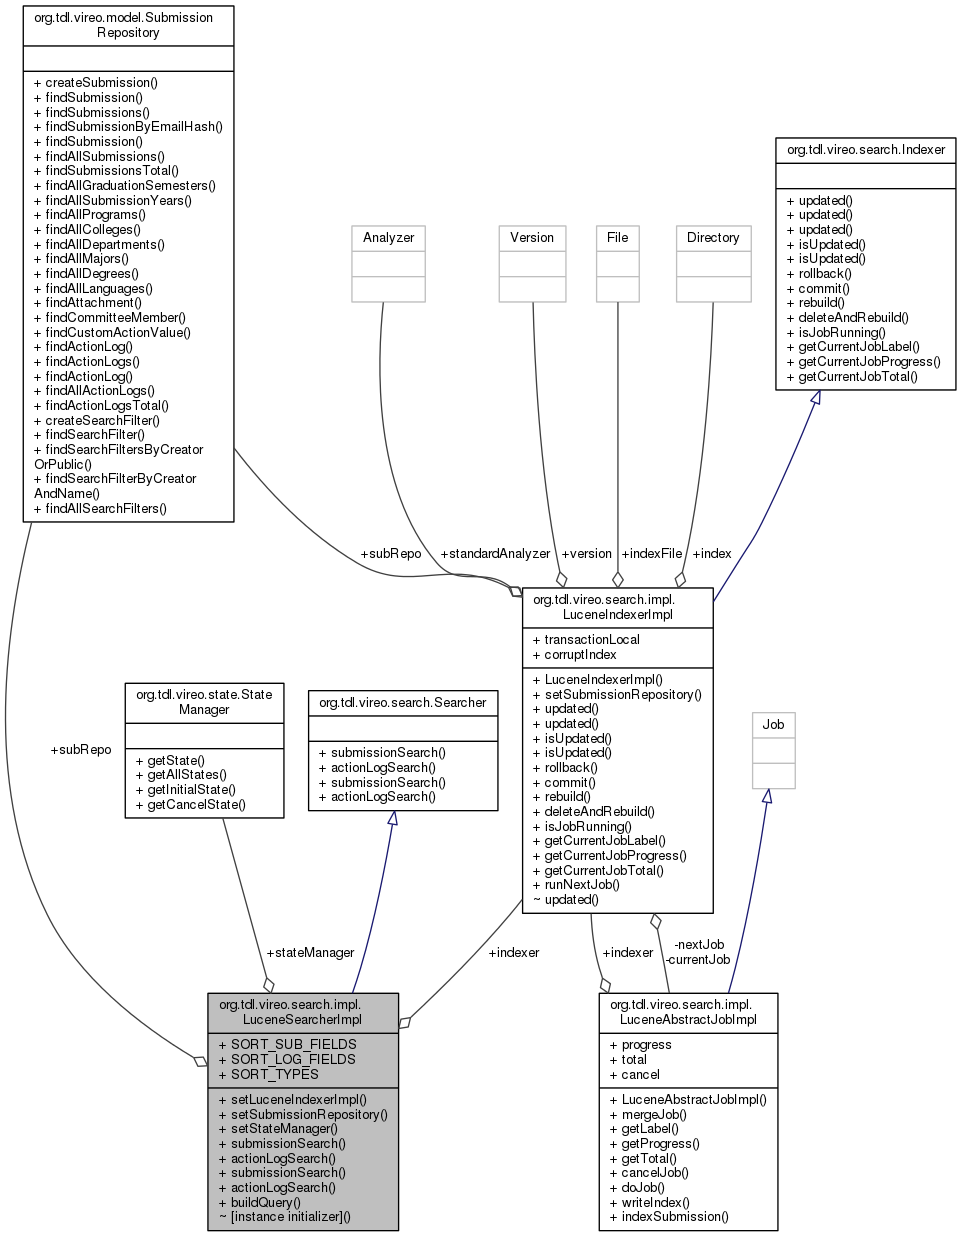 org.tdl.vireo.model.Submission
Repository
+ createSubmission()
+ findSubmission()
+ findSubmissions()
+ findSubmissionByEmailHash()
+ findSubmission()
+ findAllSubmissions()
+ findSubmissionsTotal()
+ findAllGraduationSemesters()
+ findAllSubmissionYears()
+ findAllPrograms()
+ findAllColleges()
+ findAllDepartments()
+ findAllMajors()
+ findAllDegrees()
+ findAllLanguages()
+ findAttachment()
+ findCommitteeMember()
+ findCustomActionValue()
+ findActionLog()
+ findActionLogs()
+ findActionLog()
+ findAllActionLogs()
+ findActionLogsTotal()
+ createSearchFilter()
+ findSearchFilter()
+ findSearchFiltersByCreator
OrPublic()
+ findSearchFilterByCreator
AndName()
+ findAllSearchFilters()
org.tdl.vireo.search.Indexer
+ updated()
+ updated()
+ updated()
+ isUpdated()
+ isUpdated()
+ rollback()
+ commit()
+ rebuild()
+ deleteAndRebuild()
+ isJobRunning()
+ getCurrentJobLabel()
+ getCurrentJobProgress()
+ getCurrentJobTotal()
Analyzer
Version
File
Directory
+subRepo
+standardAnalyzer
+version
+indexFile
+index
org.tdl.vireo.search.impl.
LuceneIndexerImpl
+ transactionLocal
+ corruptIndex
+ LuceneIndexerImpl()
+ setSubmissionRepository()
+ updated()
+ updated()
+ isUpdated()
+ isUpdated()
+ rollback()
+ commit()
+ rebuild()
+ deleteAndRebuild()
+ isJobRunning()
+ getCurrentJobLabel()
+ getCurrentJobProgress()
+ getCurrentJobTotal()
+ runNextJob()
~ updated()
org.tdl.vireo.state.State
Manager
+ getState()
+ getAllStates()
+ getInitialState()
+ getCancelState()
org.tdl.vireo.search.Searcher
+ submissionSearch()
+ actionLogSearch()
+ submissionSearch()
+ actionLogSearch()
Job
+subRepo
+stateManager
+indexer
+indexer
-nextJob
-currentJob
org.tdl.vireo.search.impl.
LuceneSearcherImpl
+ SORT_SUB_FIELDS
+ SORT_LOG_FIELDS
+ SORT_TYPES
+ setLuceneIndexerImpl()
+ setSubmissionRepository()
+ setStateManager()
+ submissionSearch()
+ actionLogSearch()
+ submissionSearch()
+ actionLogSearch()
+ buildQuery()
~ [instance initializer]()
org.tdl.vireo.search.impl.
LuceneAbstractJobImpl
+ progress
+ total
+ cancel
+ LuceneAbstractJobImpl()
+ mergeJob()
+ getLabel()
+ getProgress()
+ getTotal()
+ cancelJob()
+ doJob()
+ writeIndex()
+ indexSubmission()